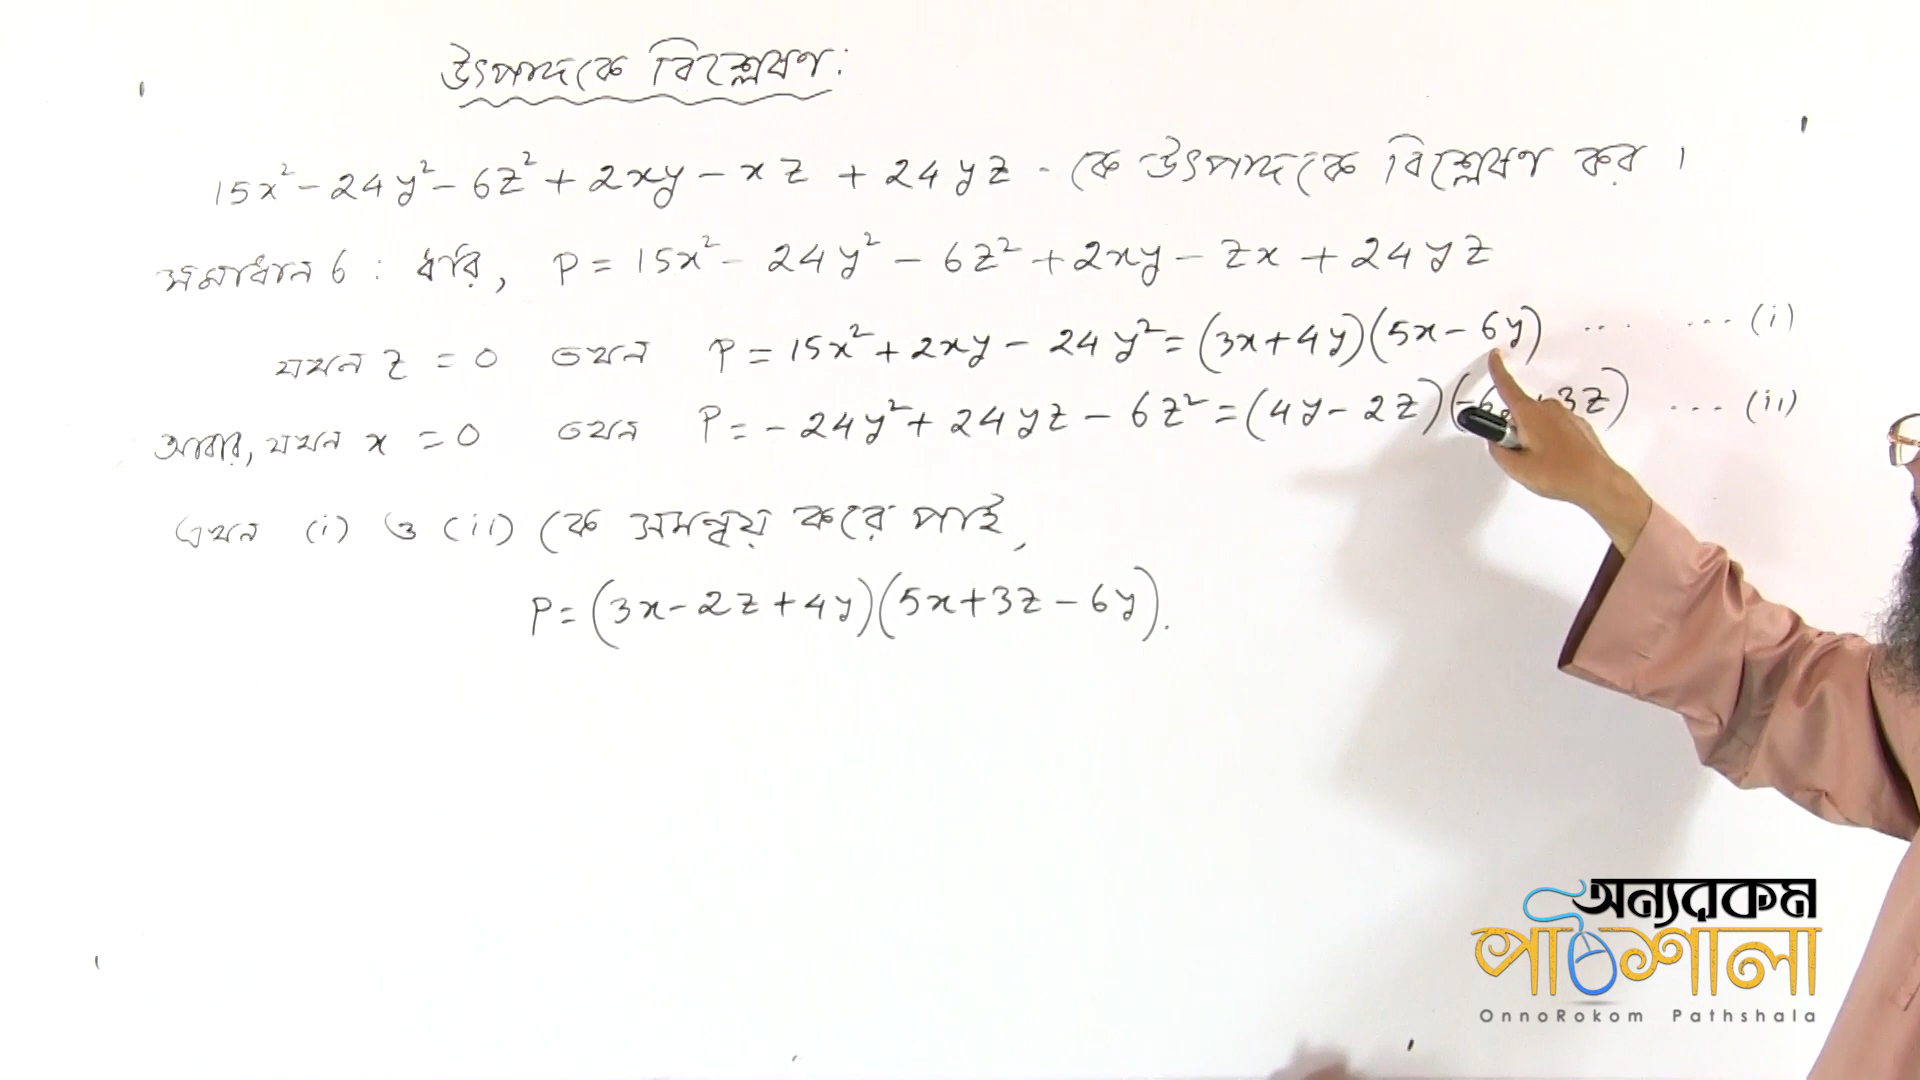 উৎপাদকে বিশ্লেষণ:
15x² - 24y² - 6z² + 2xy - xz + 24yz - কে উৎপাদকে বিশ্লেষণ কর।
সমাধান ৬ : ধরি, P = 15x² - 24y² - 6z² + 2xy - zx + 24yz
যখন z = 0 তখন P = 15x² + 2xy - 24y² = (3x+4y)(5x-6y) ... ... (i)
আবার, যখন x = 0 তখন P = -24y² + 24yz - 6z² = (4y-2z)( 3z) ... (ii)
এখন (i) ও (ii) কে সমন্বয় করে পাই,
P = (3x-2z+4y)(5x+3z-6y).
অন্যরকম
পাঠশালা
OnnoRokom Pathshala